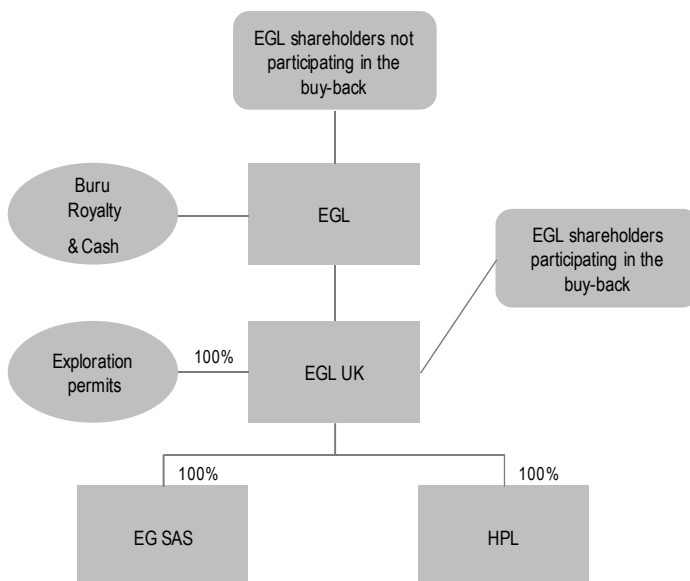 EGL shareholders not
participating in the
buy-back
Buru
Royalty
& Cash
EGL
EGL shareholders
participating in the
buy-back
Exploration
permits
100%
EGL UK
100%
100%
EG SAS
HPL